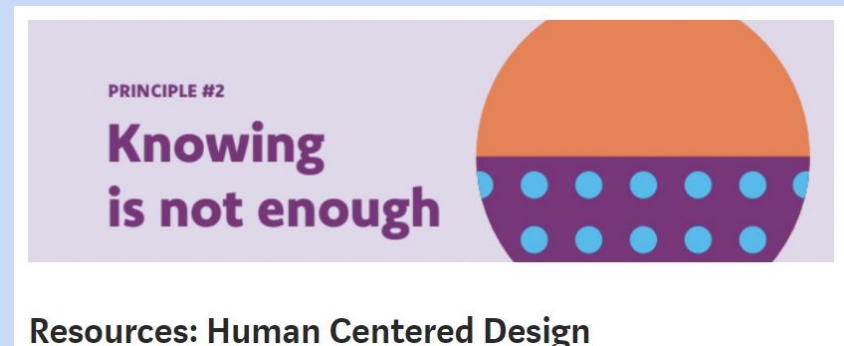 PRINCIPLE #2
Knowing
is not enough
Resources: Human Centered Design